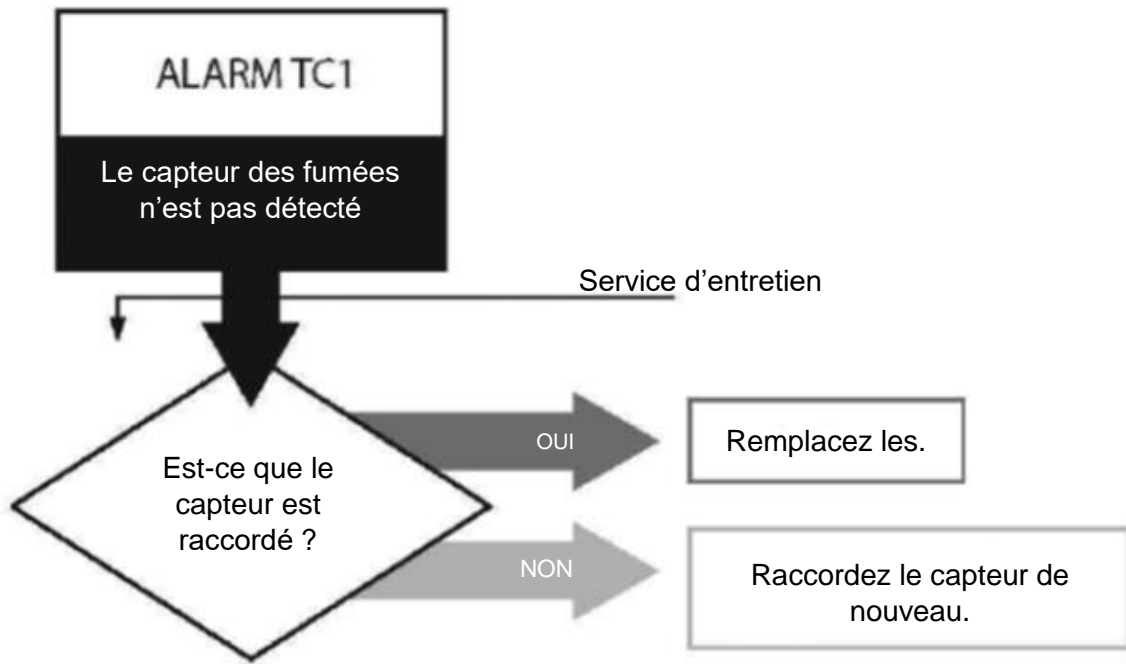 ALARM TC1
Le capteur des fumées
n’est pas détecté
Service d’entretien
Est-ce que le
capteur est
raccordé ?
OUI
Remplacez les.
NON
Raccordez le capteur de
nouveau.